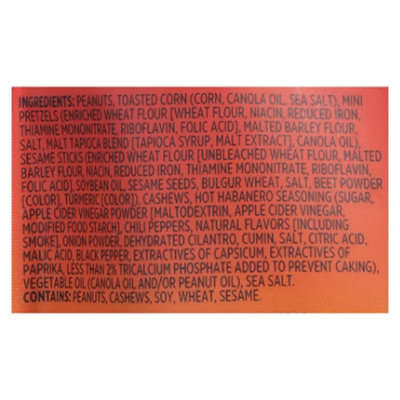 INGREDIENTS: PEANUTS, TOASTED CORN (CORN, CANOLA OIL, SEA SALT), MINI
PRETZELS (ENRICHED WHEAT FLOUR [WHEAT FLOUR, NIACIN, REDUCED IRON,
THIAMINE MONONITRATE, RIBOFLAVIN, FOLIC ACID], MALTED BARLEY FLOUR,
SALT, MALT TAPIOCA BLEND [TAPIOCA SYRUP, MALT EXTRACT], CANOLA OIL),
SESAME STICKS (ENRICHED WHEAT FLOUR [UNBLEACHED WHEAT FLOUR, MALTED
BARLEY FLOUR, NIACIN, REDUCED IRON, THIAMINE MONONITRATE, RIBOFLAVIN,
FOLIC ACID], SOYBEAN OIL, SESAME SEEDS, BULGUR WHEAT, SALT, BEET POWDER
[COLOR], TURMERIC [COLOR]), CASHEWS, HOT HABANERO SEASONING (SUGAR,
APPLE CIDER VINEGAR POWDER [MALTODEXTRIN, APPLE CIDER VINEGAR,
MODIFIED FOOD STARCH], CHILI PEPPERS, NATURAL FLAVORS [INCLUDING
SMOKE], ONION POWDER, DEHYDRATED CILANTRO, CUMIN, SALT, CITRIC ACID,
MALIC ACID, BLACK PEPPER, EXTRACTIVES OF CAPSICUM, EXTRACTIVES OF
PAPRIKA, LESS THAN 2% TRICALCIUM PHOSPHATE ADDED TO PREVENT CAKING),
VEGETABLE OIL (CANOLA OIL AND/OR PEANUT OIL), SEA SALT.
CONTAINS: PEANUTS, CASHEWS, SOY, WHEAT, SESAME.